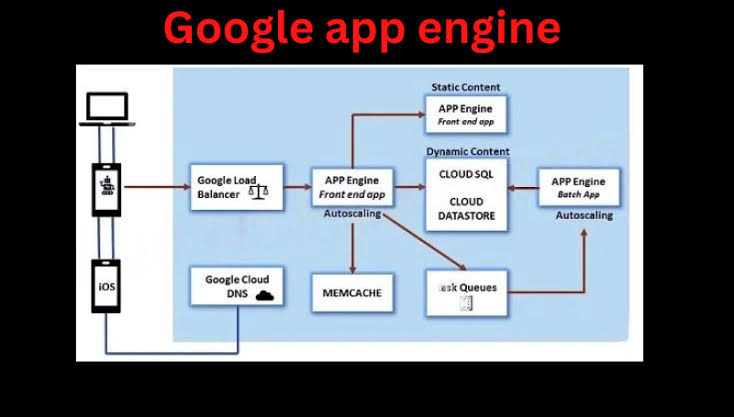 Google app engine
Static Content
APP Engine
Front end app
Dynamic Content
Google Load
Balancer
APP Engine
Front end app
Autoscaling
CLOUD SQL
CLOUD
DATASTORE
APP Engine
Batch App
Autoscaling
iOS
Google Cloud
DNS
MEMCACHE
ask Queues